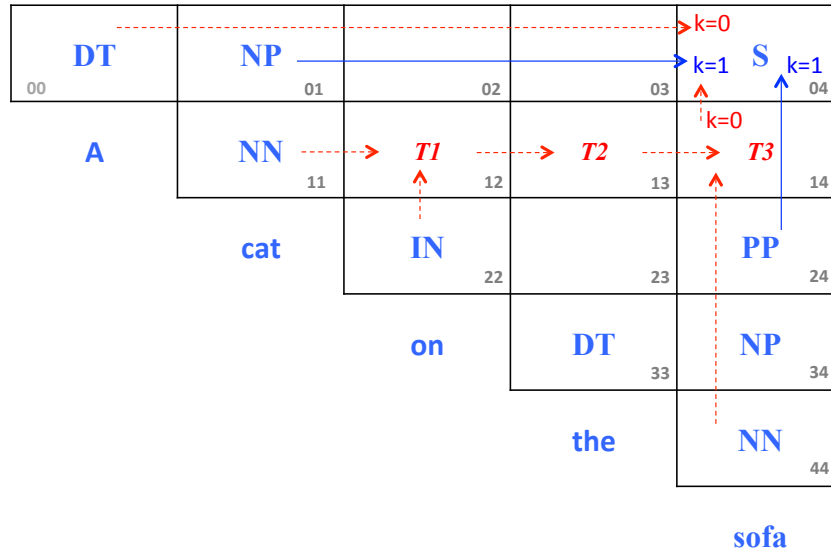 k=0
DT NP k=1 S k=1
00 01 02 03 04
k=0
A NN T1 T2 T3
11 12 13 14
cat IN PP
22 23 24
on DT NP
33 34
the NN
44
sofa